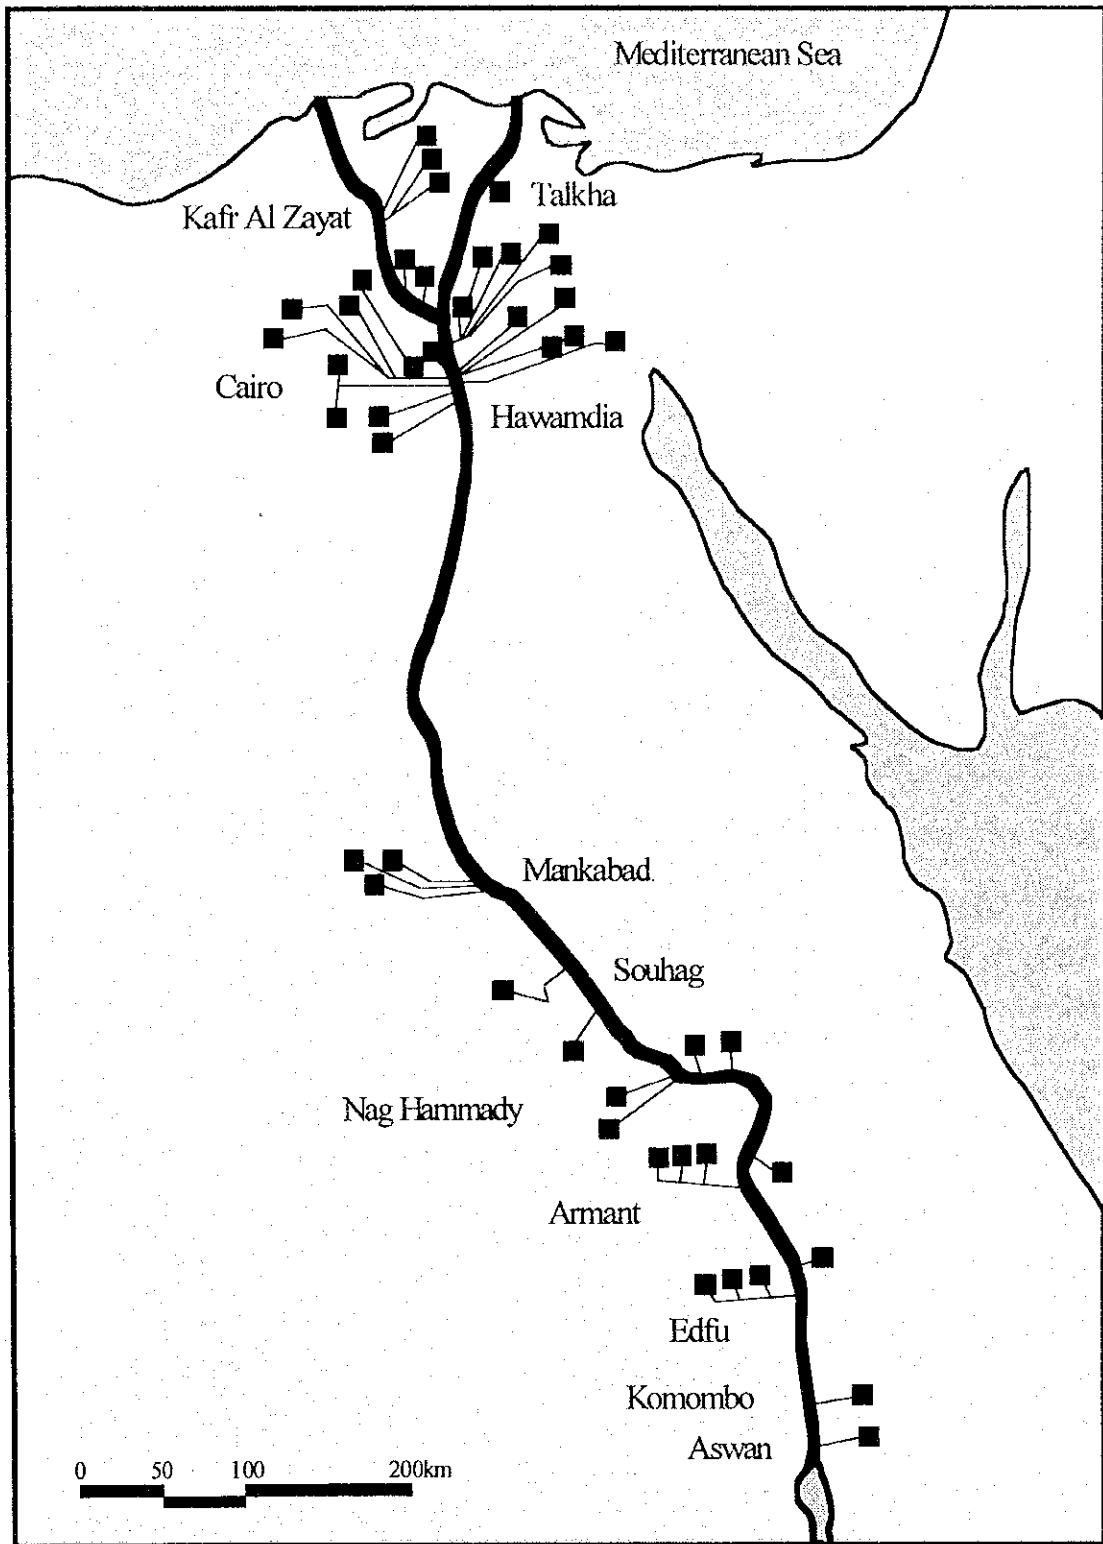 Mediterranean Sea
Talkha
Kafr Al Zayat
Cairo
Hawamdia
Mankabad
Souhag
Nag Hammady
Armant
Edfu
Komombo
Aswan
0 50 100 200km